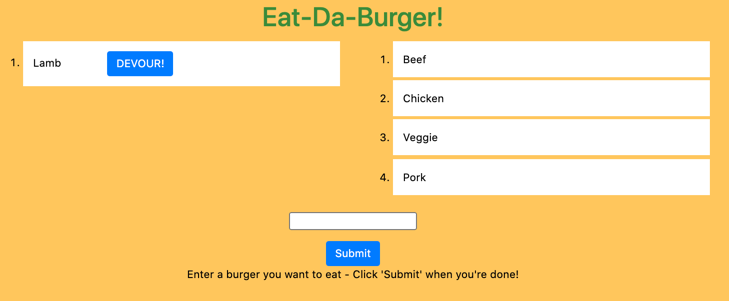 Eat-Da-Burger!
1. Lamb DEVOUR!
1. Beef
2. Chicken
3. Veggie
4. Pork
Submit
Enter a burger you want to eat - Click 'Submit' when you're done!